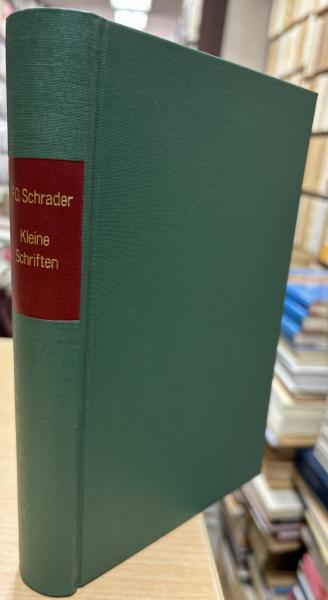 F O. Schrader
Kleine
Schriften